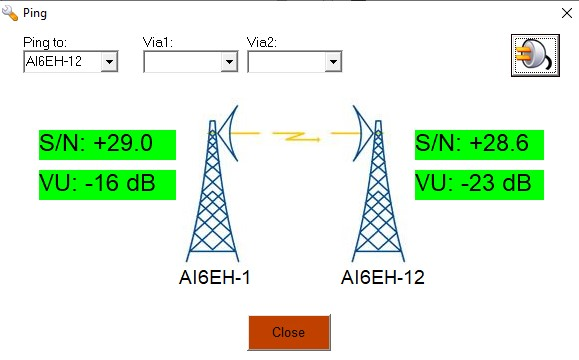 Ping
Ping to: Via1: Via2:
AI6EH-12
S/N: +29.0 S/N: +28.6
VU: -16 dB VU: -23 dB
AI6EH-1 AI6EH-12
Close